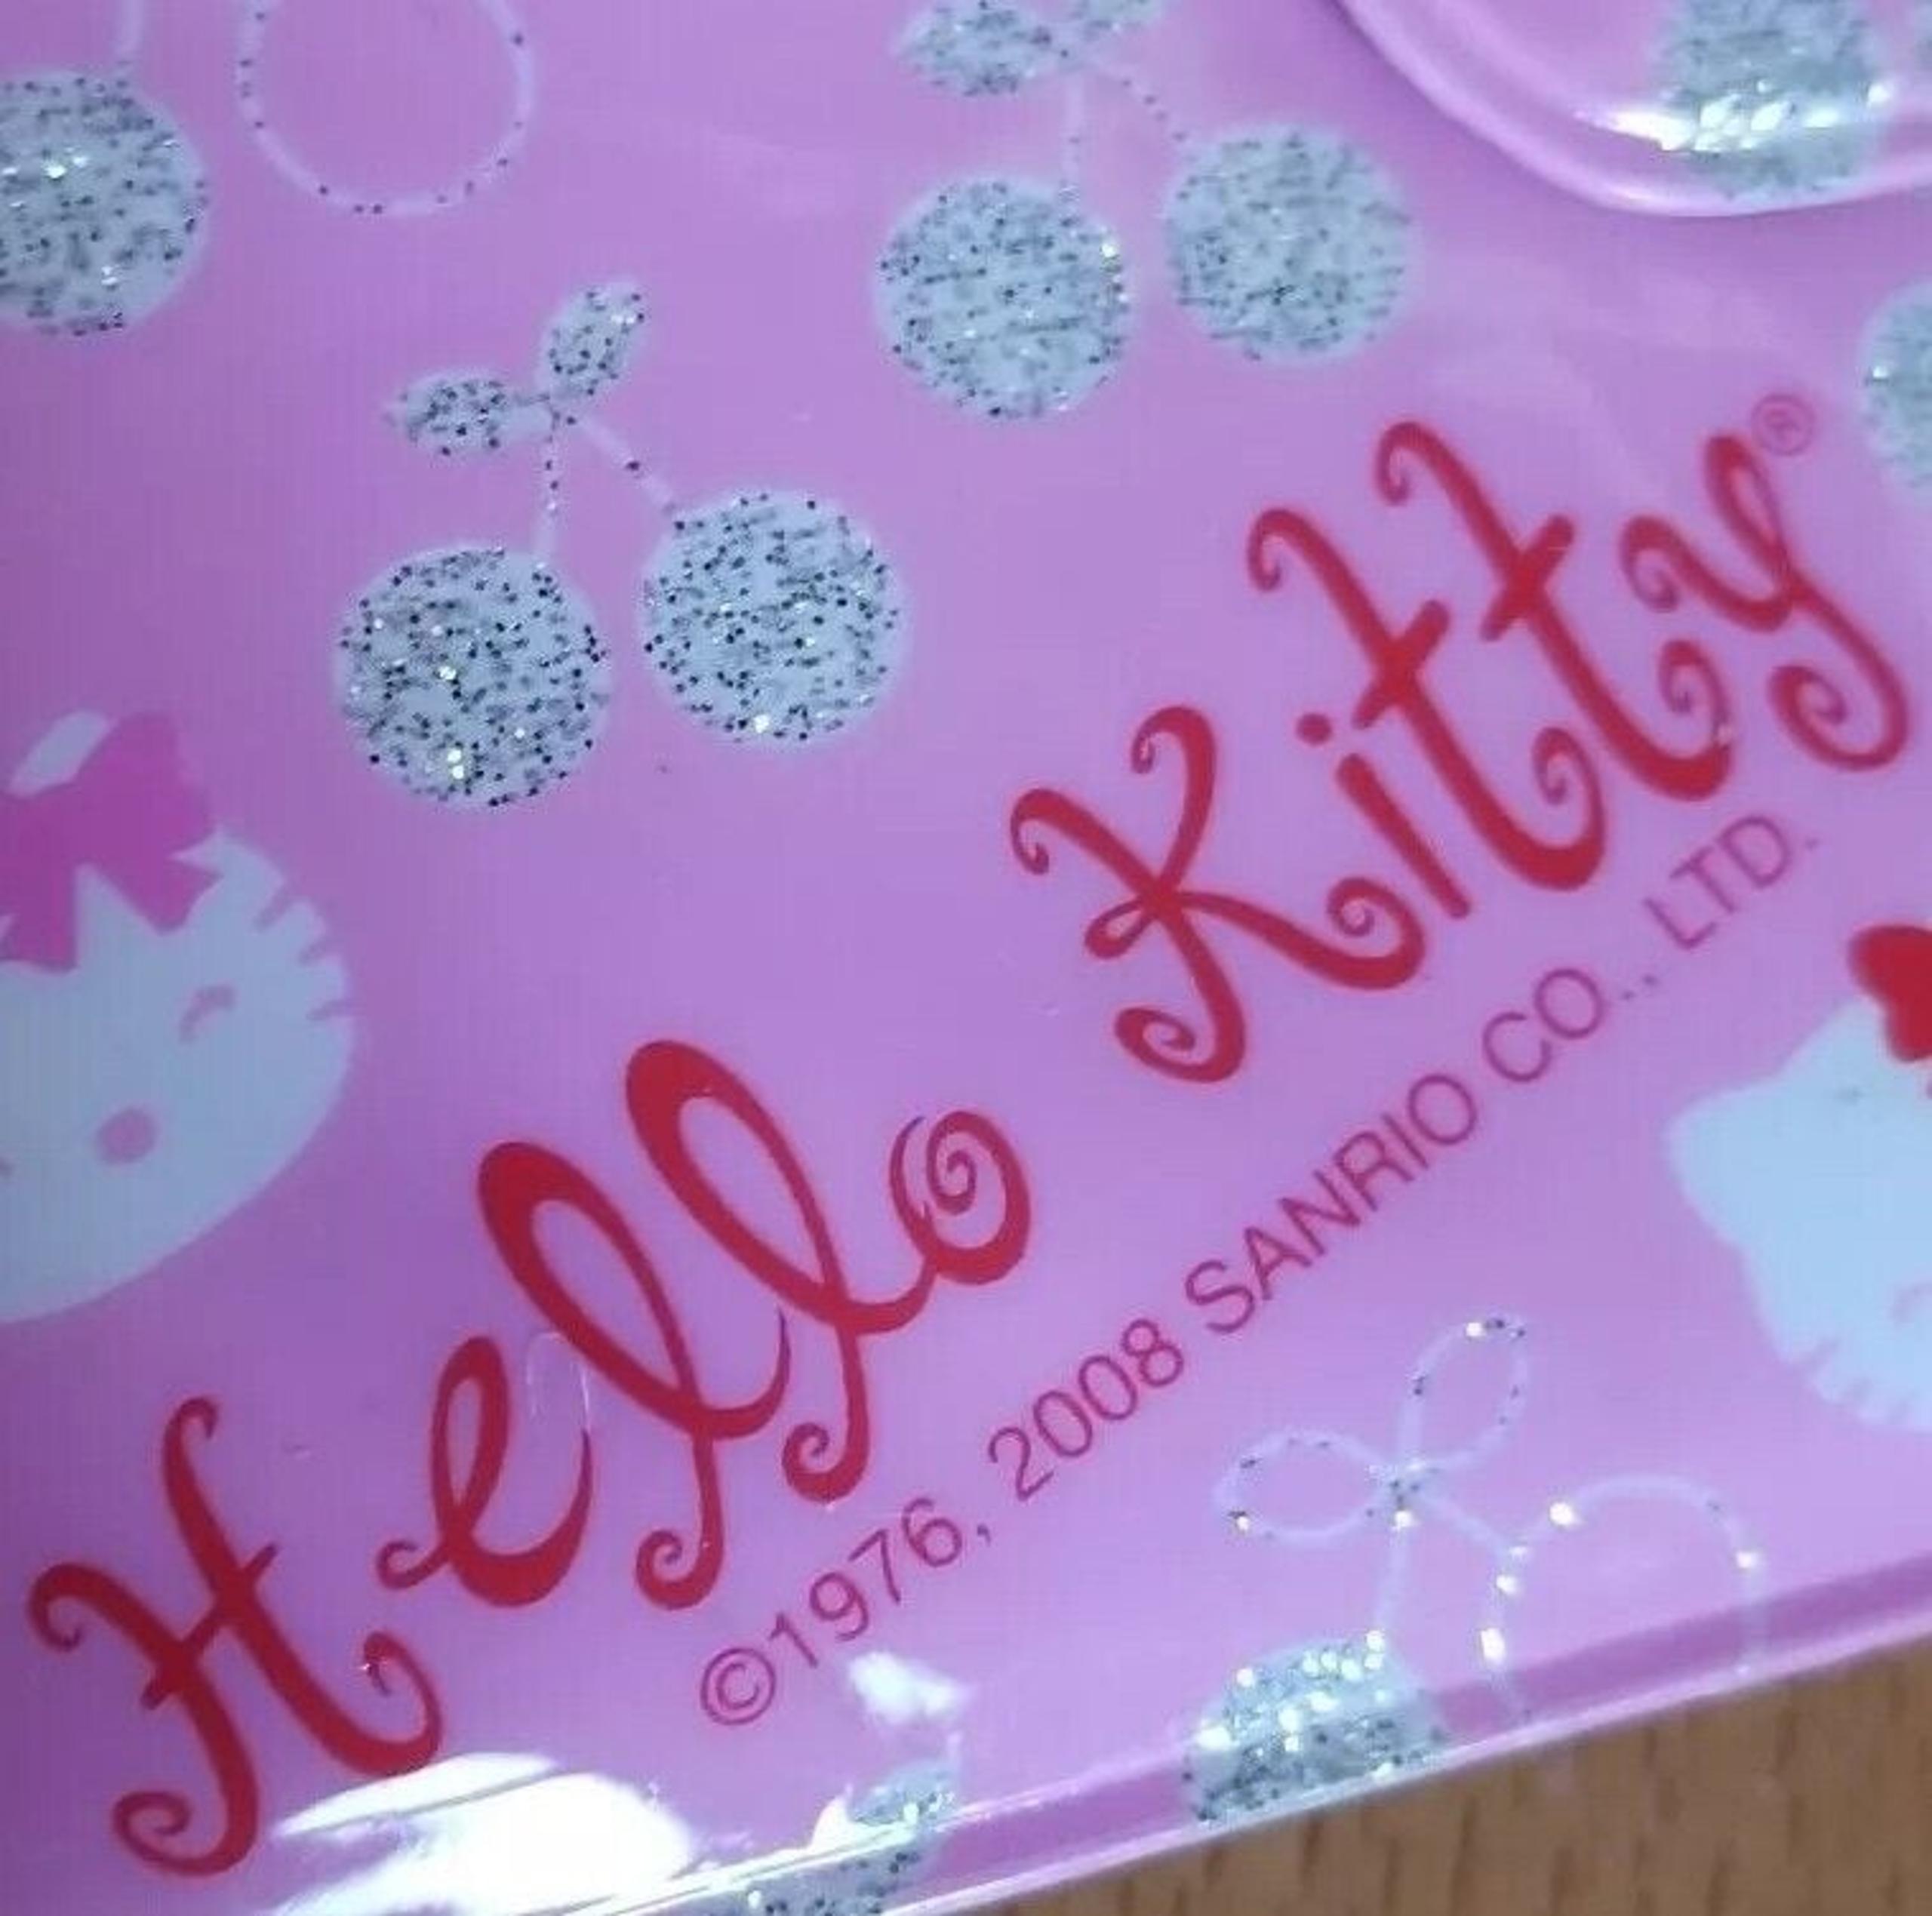 Hello Kitty®
©1976, 2008 SANRIO CO., LTD.